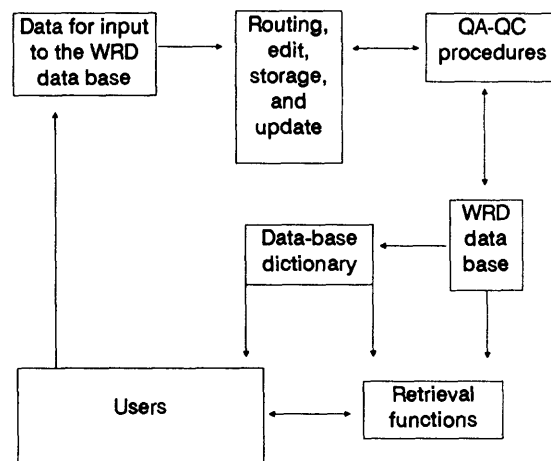 Data for input
to the WRD
data base
Routing,
edit,
storage,
and
update
QA-QC
procedures
WRD
data
base
Data-base
dictionary
Users
Retrieval
functions